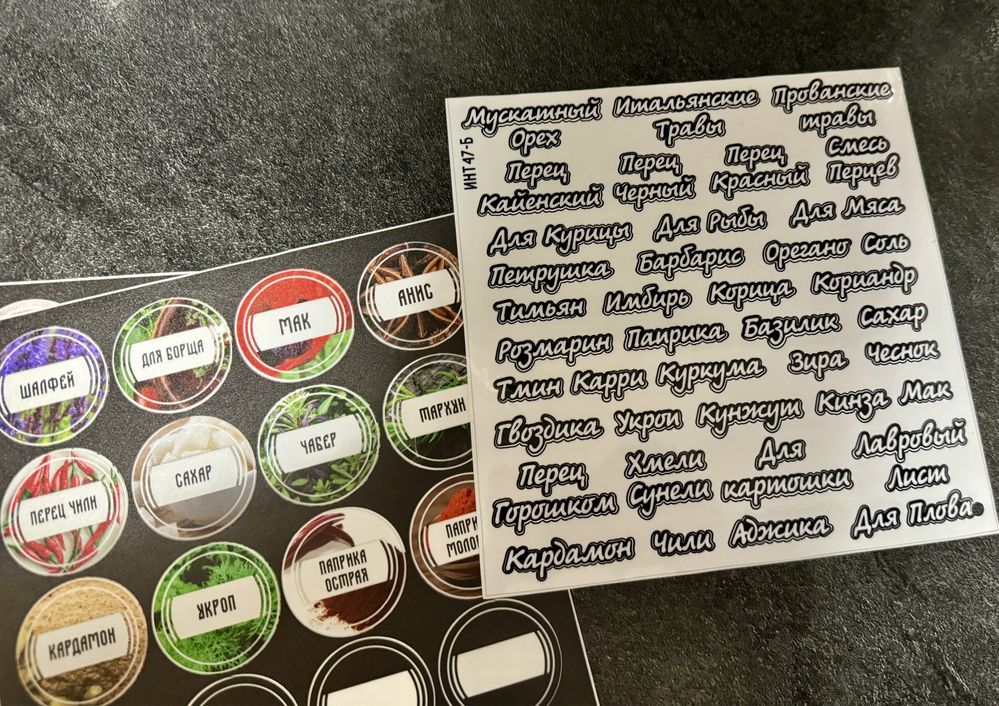 Мускатный Итальянские Прованские
Орех Травы травы
ИНТ 47-Б
Перец Перец Перец Смесь
Кайенский Черный Красный Перцев
Для Курицы Для Рыбы Для Мяса
Петрушка Барбарис Орегано Соль
Тимьян Имбирь Корица Кориандр
Розмарин Паприка Базилик Сахар
Тмин Карри Куркума Зира Чеснок
Гвоздика Укроп Кунжут Кинза Мак
Перец Хмели Для Лавровый
Горошком Сунели картошки Лист
Кардамон Чили Аджика Для Плова
ШАЛФЕЙ
ДЛЯ БОРЩА
МАК
АНИС
ПЕРЕЦ ЧИЛИ
САХАР
ЧАБЕР
ТАРХУН
КАРДАМОН
УКРОП
ПАПРИКА
ОСТРАЯ